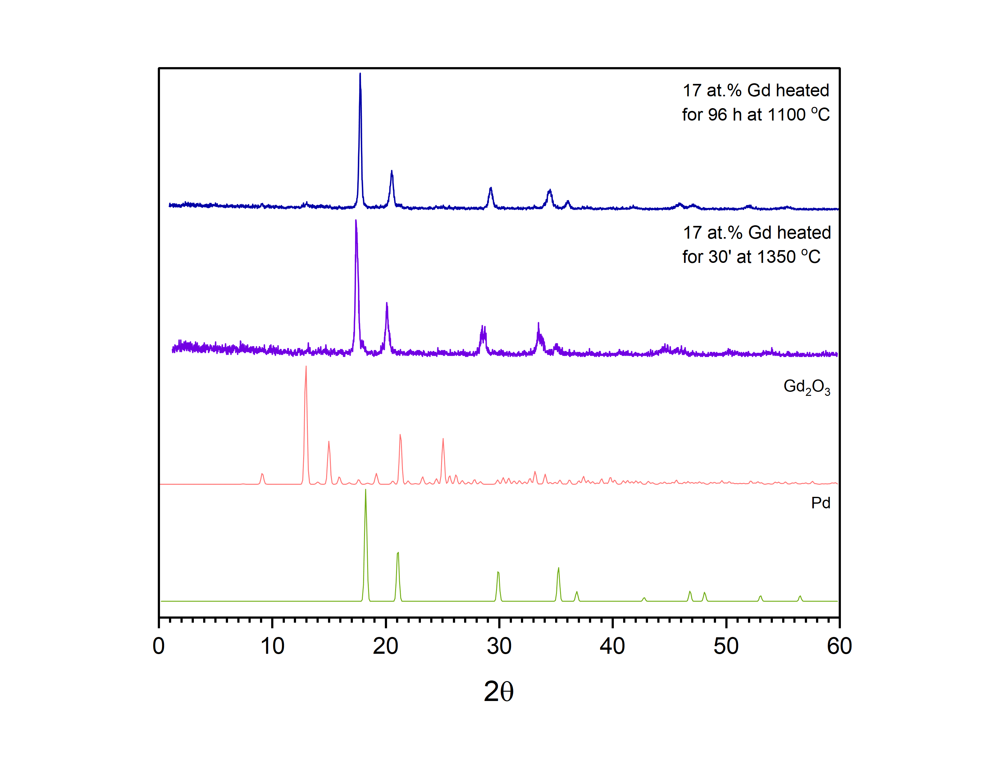 17 at.% Gd heated
for 96 h at 1100 °C
17 at.% Gd heated
for 30' at 1350 °C
Gd₂O₃
Pd
0 10 20 30 40 50 60
2θ